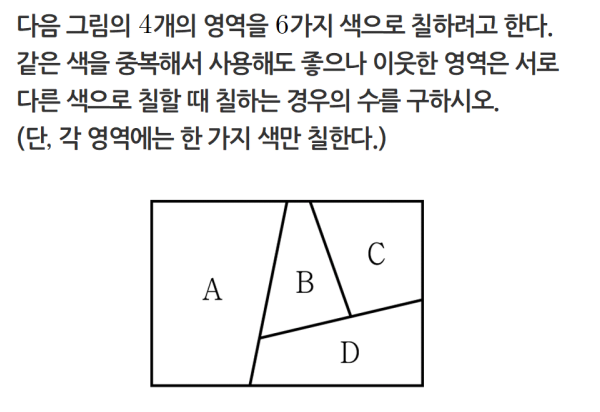 다음 그림의 4개의 영역을 6가지 색으로 칠하려고 한다.
같은 색을 중복해서 사용해도 좋으나 이웃한 영역은 서로
다른 색으로 칠할 때 칠하는 경우의 수를 구하시오.
(단, 각 영역에는 한 가지 색만 칠한다.)
A
B
C
D